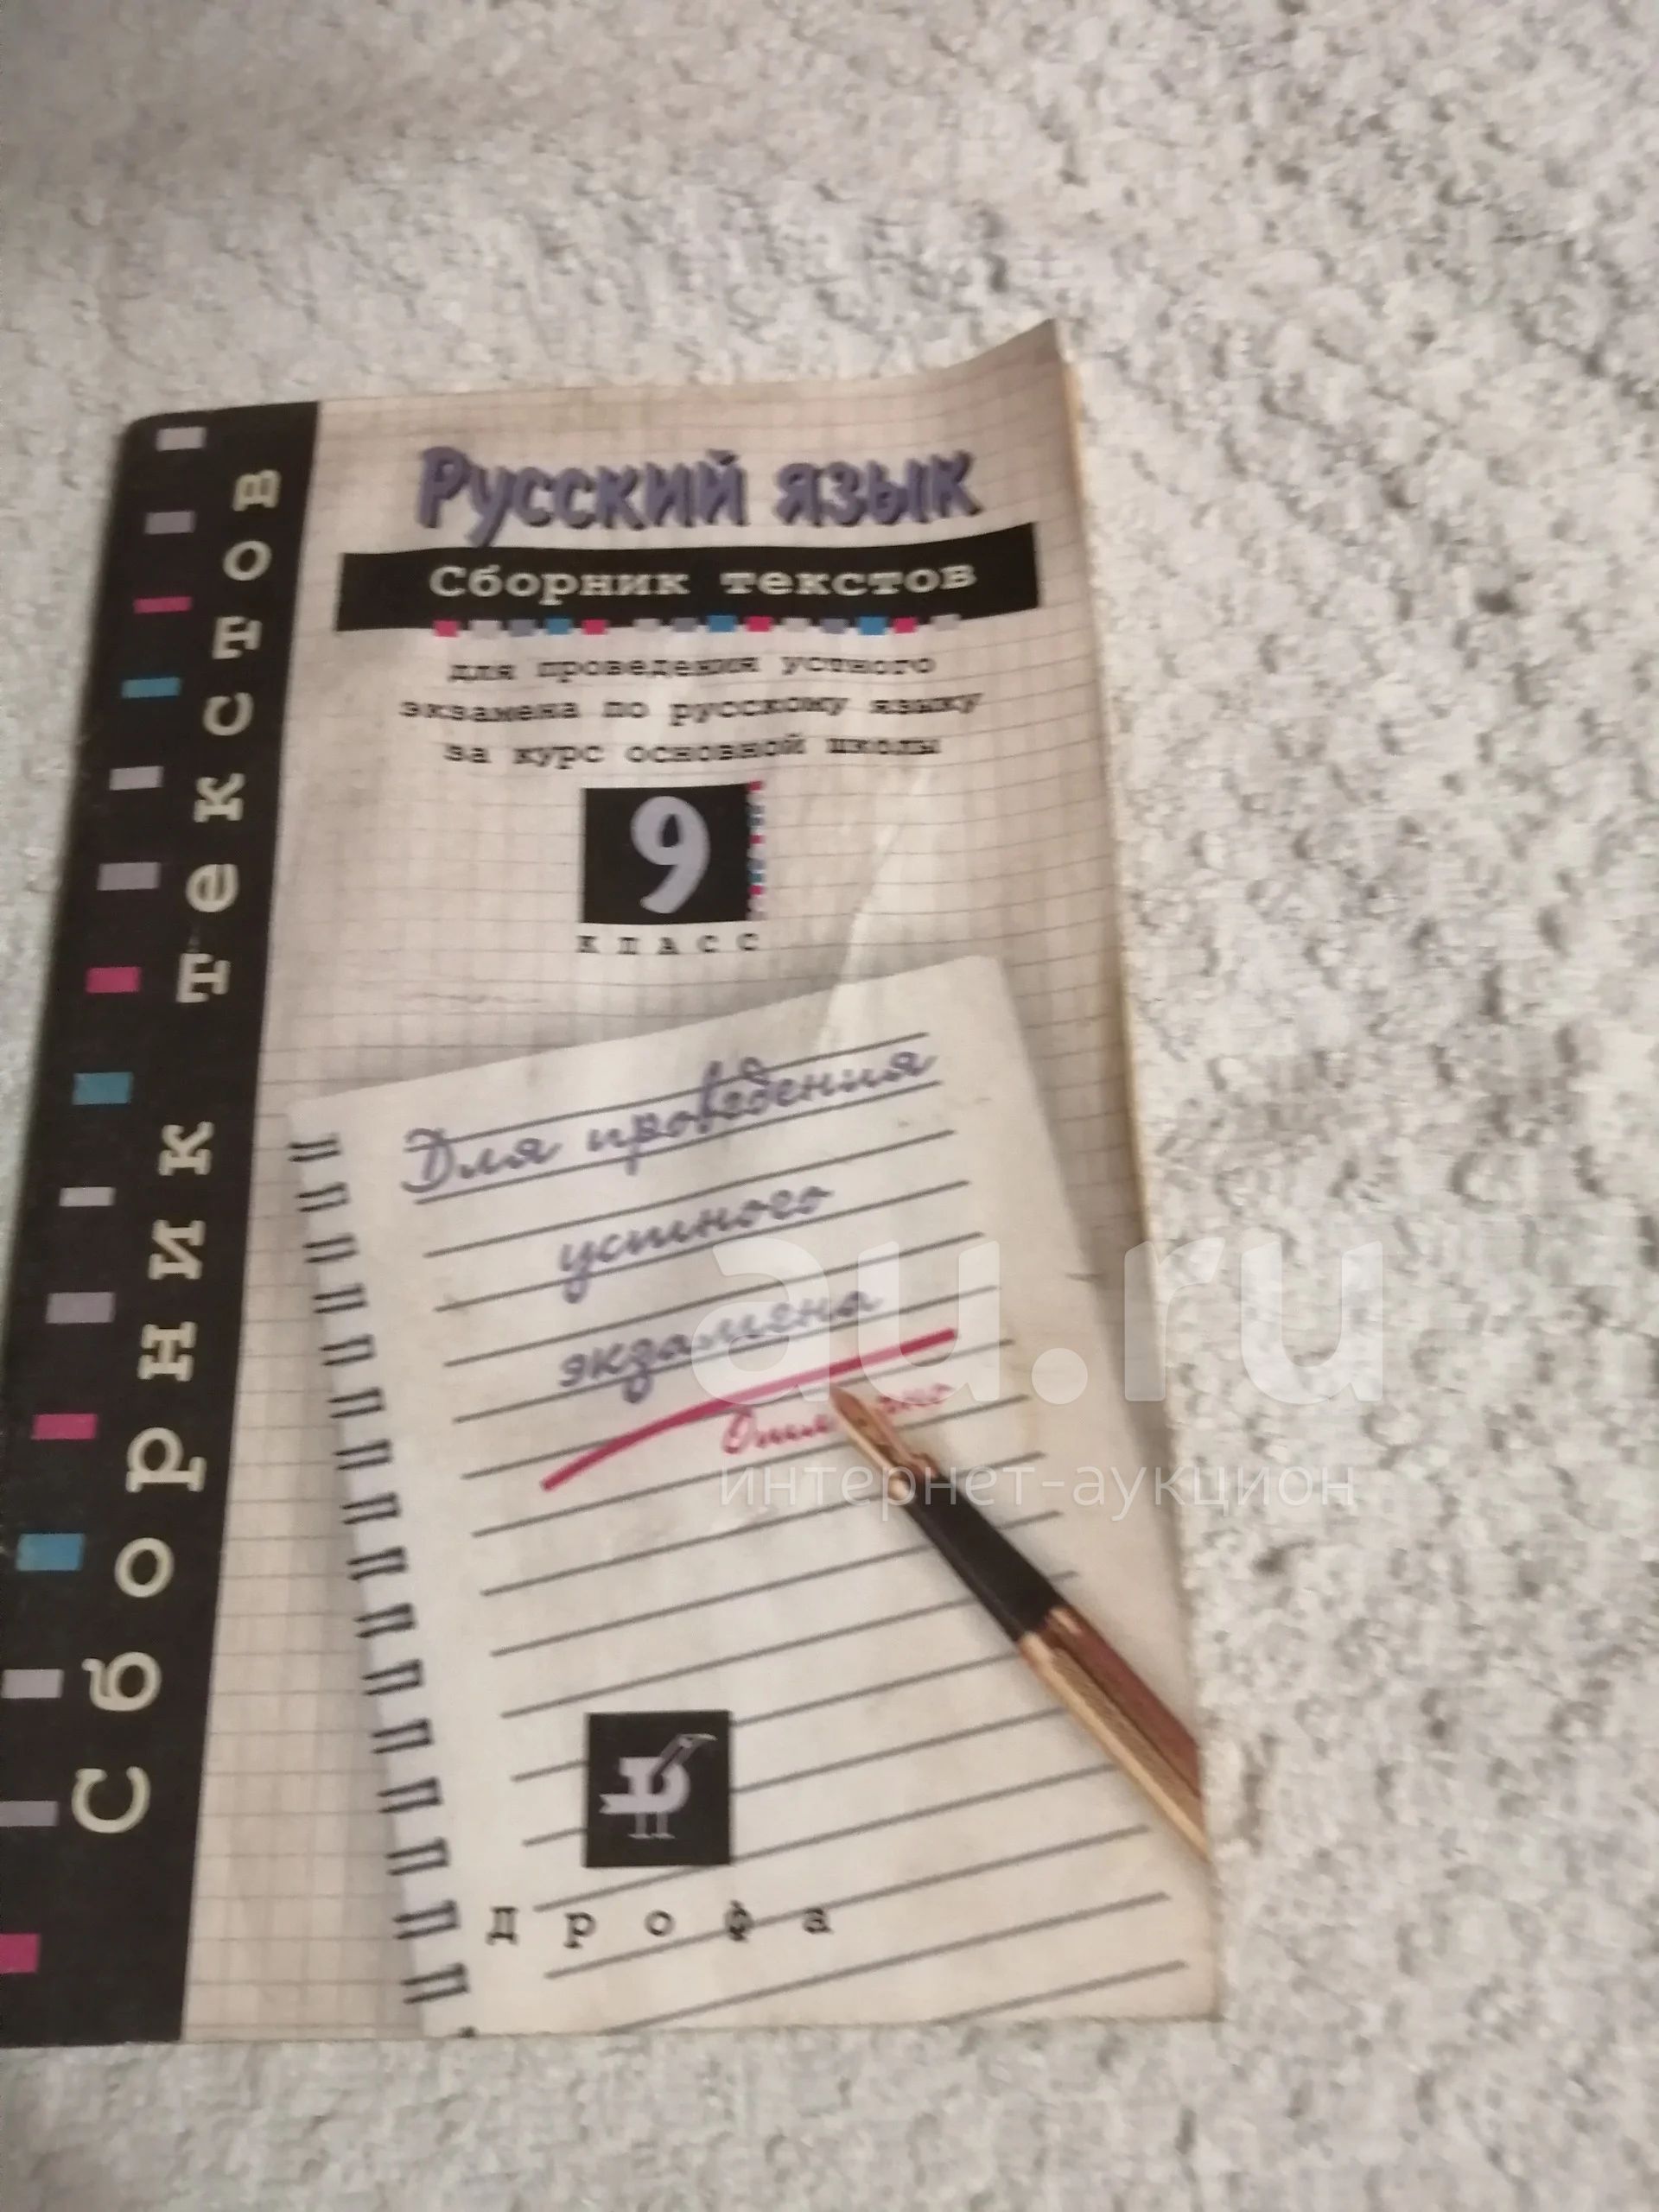 Сборник текстов
Русский язык
Сборник текстов
для проведения устного
экзамена по русскому языку
за курс основной школы
9
класс
Для проведения
устного
экзамена
au.ru
интернет-аукцион
дрофа